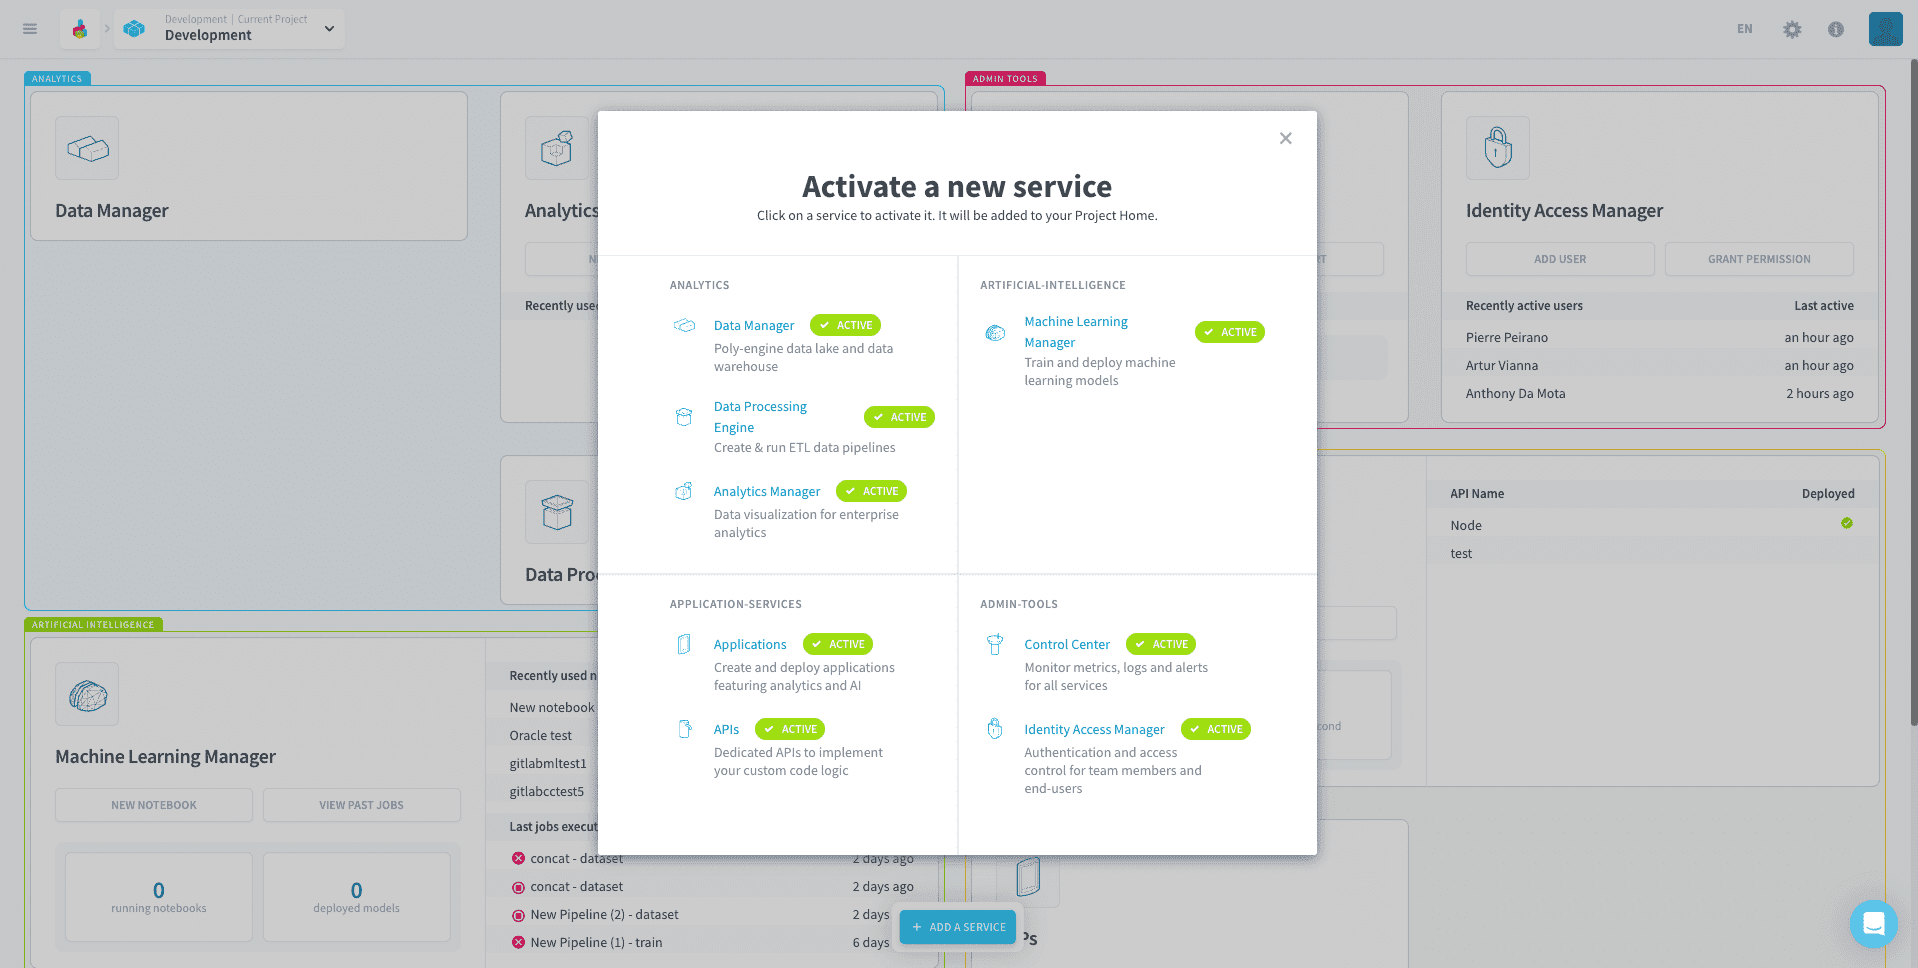 Development | Current Project
Development
EN
ANALYTICS
Data Manager
Analytics
Recently used
Data Pro
ADMIN TOOLS
Identity Access Manager
ADD USER
GRANT PERMISSION
Recently active users
Last active
Pierre Peirano
an hour ago
Artur Vianna
an hour ago
Anthony Da Mota
2 hours ago
API Name
Deployed
Node
test
ARTIFICIAL INTELLIGENCE
Machine Learning Manager
NEW NOTEBOOK
VIEW PAST JOBS
0
running notebooks
0
deployed models
Recently used n
New notebook
Oracle test
gitlabmltest1
gitlabcctest5
Last jobs execut
concat - dataset
2 days ago
concat - dataset
2 days ago
New Pipeline (2) - dataset
2 days
New Pipeline (1) - train
6 days
Activate a new service
Click on a service to activate it. It will be added to your Project Home.
ANALYTICS
Data Manager
ACTIVE
Poly-engine data lake and data
warehouse
Data Processing
Engine
ACTIVE
Create & run ETL data pipelines
Analytics Manager
ACTIVE
Data visualization for enterprise
analytics
ARTIFICIAL-INTELLIGENCE
Machine Learning
Manager
ACTIVE
Train and deploy machine
learning models
APPLICATION-SERVICES
Applications
ACTIVE
Create and deploy applications
featuring analytics and AI
APIs
ACTIVE
Dedicated APIs to implement
your custom code logic
ADMIN-TOOLS
Control Center
ACTIVE
Monitor metrics, logs and alerts
for all services
Identity Access Manager
ACTIVE
Authentication and access
control for team members and
end-users
cond
Ps
+ ADD A SERVICE